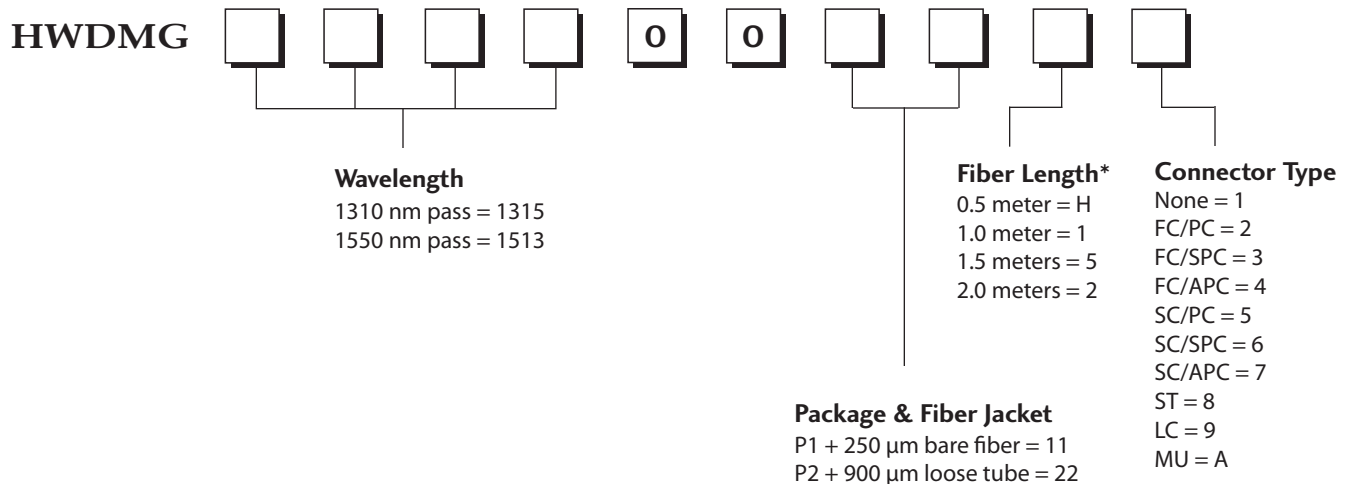 HWDMG 0 0
Wavelength
1310 nm pass = 1315
1550 nm pass = 1513
Fiber Length*
0.5 meter = H
1.0 meter = 1
1.5 meters = 5
2.0 meters = 2
Connector Type
None = 1
FC/PC = 2
FC/SPC = 3
FC/APC = 4
SC/PC = 5
SC/SPC = 6
SC/APC = 7
ST = 8
LC = 9
MU = A
Package & Fiber Jacket
P1 + 250 µm bare fiber = 11
P2 + 900 µm loose tube = 22